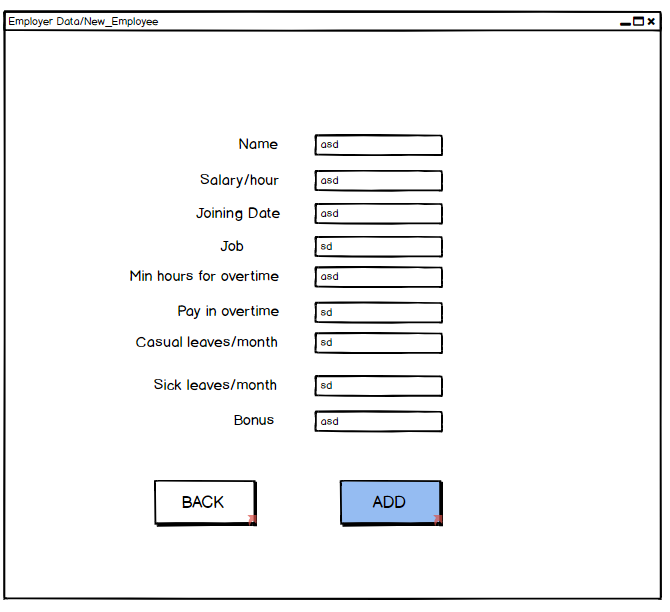 Employer Data/New_Employee
Name asd
Salary/hour asd
Joining Date asd
Job sd
Min hours for overtime asd
Pay in overtime sd
Casual leaves/month sd
Sick leaves/month sd
Bonus asd
BACK ADD